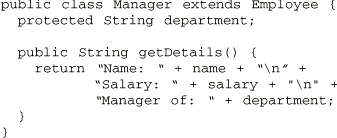 public class Manager extends Employee {
protected String department;
public String getDetails() {
return “Name: “ + name + “\n” +
“Salary: “ + salary + "\n" +
“Manager of: “ + department;
}
}